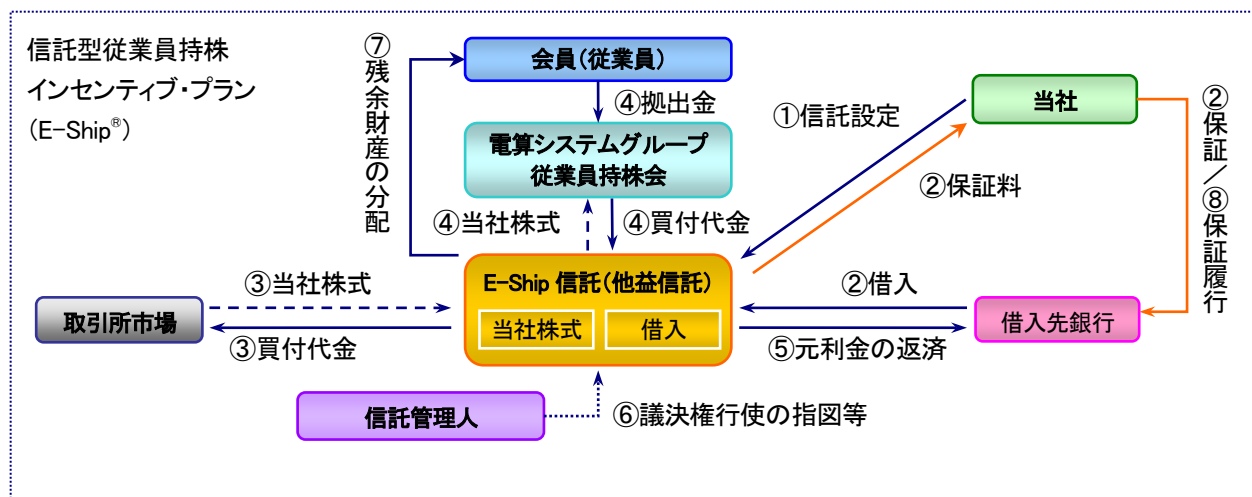 信託型従業員持株
インセンティブ・プラン
(E-Ship®)
⑦残余財産の分配
会員(従業員)
④拠出金
電算システムグループ
従業員持株会
④当社株式
④買付代金
①信託設定
②保証料
当社
②保証/⑧保証履行
③当社株式
取引所市場
③買付代金
E-Ship 信託(他益信託)
当社株式
借入
②借入
借入先銀行
⑤元利金の返済
信託管理人
⑥議決権行使の指図等